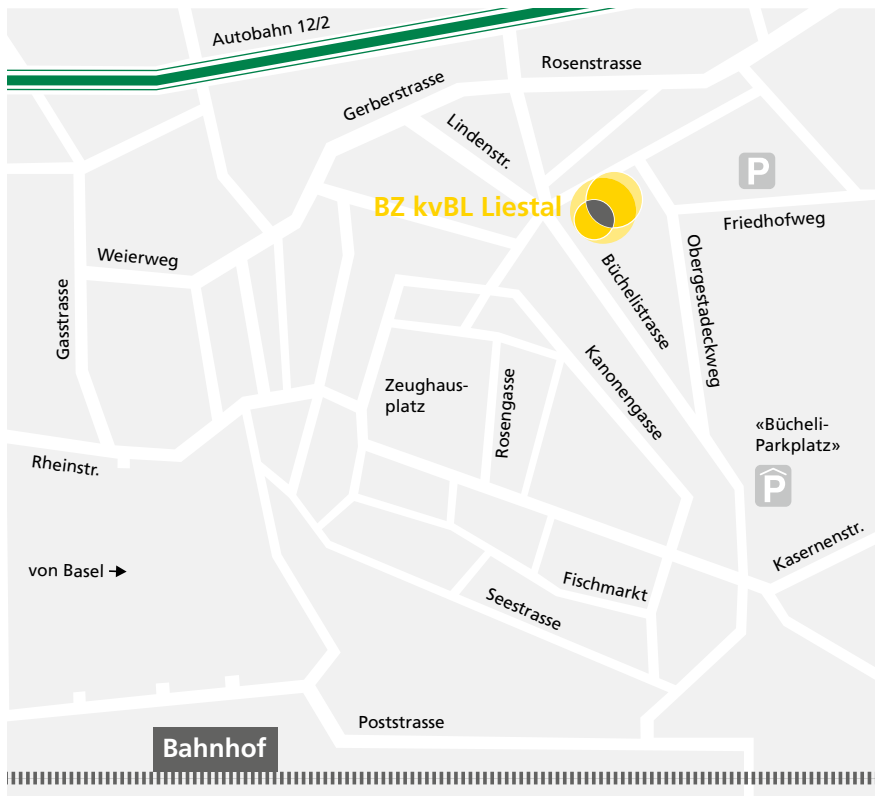 Autobahn 12/2
Rosenstrasse
Gerberstrasse
Lindenstr.
P
BZ kvBL Liestal
Friedhofweg
Weierweg
Obergestadeckweg
Büchelistrasse
Gasstrasse
Kanonengasse
Zeughaus-
platz
Rosengasse
«Bücheli-
Parkplatz»
Rheinstr.
P
Kasernenstr.
von Basel
Fischmarkt
Seestrasse
Poststrasse
Bahnhof